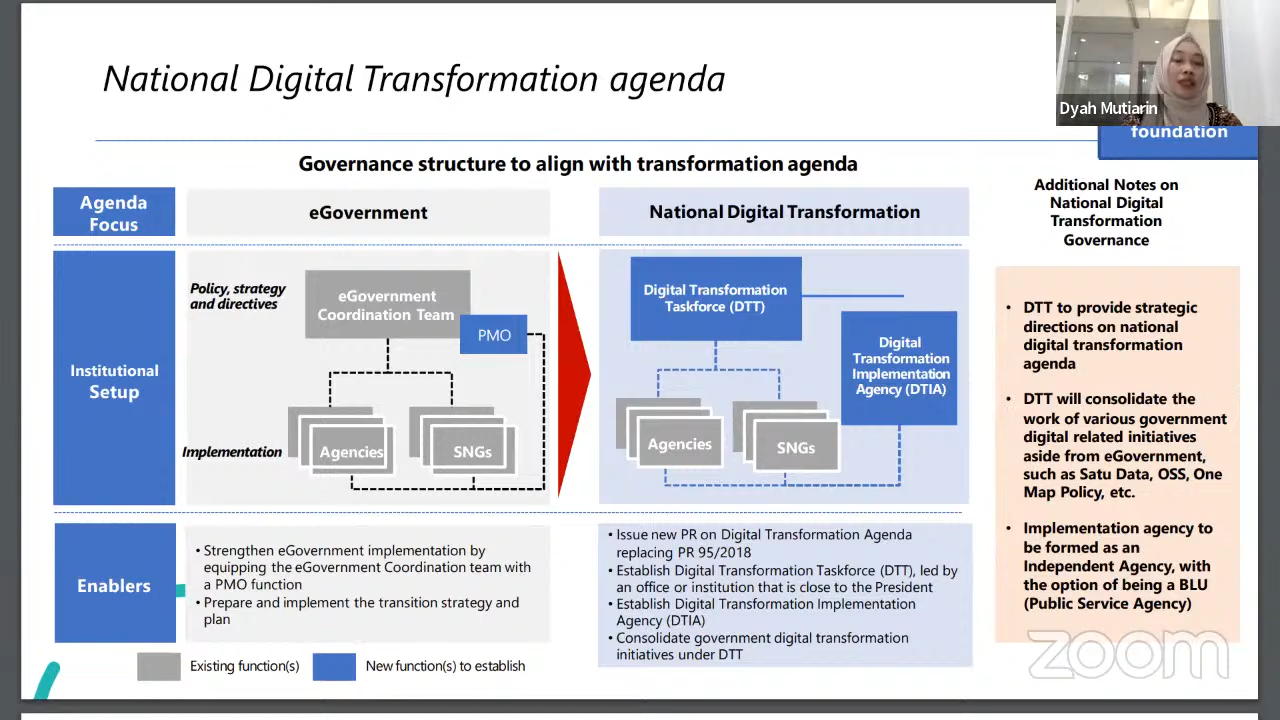 National Digital Transformation agenda
Dyah Mutiarin
foundation
Governance structure to align with transformation agenda
Agenda
Focus
eGovernment
National Digital Transformation
Institutional
Setup
Policy, strategy
and directives
eGovernment
Coordination Team
PMO
Implementation
Agencies
SNGs
Digital Transformation
Taskforce (DTT)
Digital
Transformation
Implementation
Agency (DTIA)
Agencies
SNGs
Enablers
• Strengthen eGovernment implementation by
equipping the eGovernment Coordination team with
a PMO function
• Prepare and implement the transition strategy and
plan
• Issue new PR on Digital Transformation Agenda
replacing PR 95/2018
• Establish Digital Transformation Taskforce (DTT), led by
an office or institution that is close to the President
• Establish Digital Transformation Implementation
Agency (DTIA)
• Consolidate government digital transformation
initiatives under DTT
Existing function(s)
New function(s) to establish
Additional Notes on
National Digital
Transformation
Governance
• DTT to provide strategic
directions on national
digital transformation
agenda
• DTT will consolidate the
work of various government
digital related initiatives
aside from eGovernment,
such as Satu Data, OSS, One
Map Policy, etc.
• Implementation agency to
be formed as an
Independent Agency, with
the option of being a BLU
(Public Service Agency)
zoom